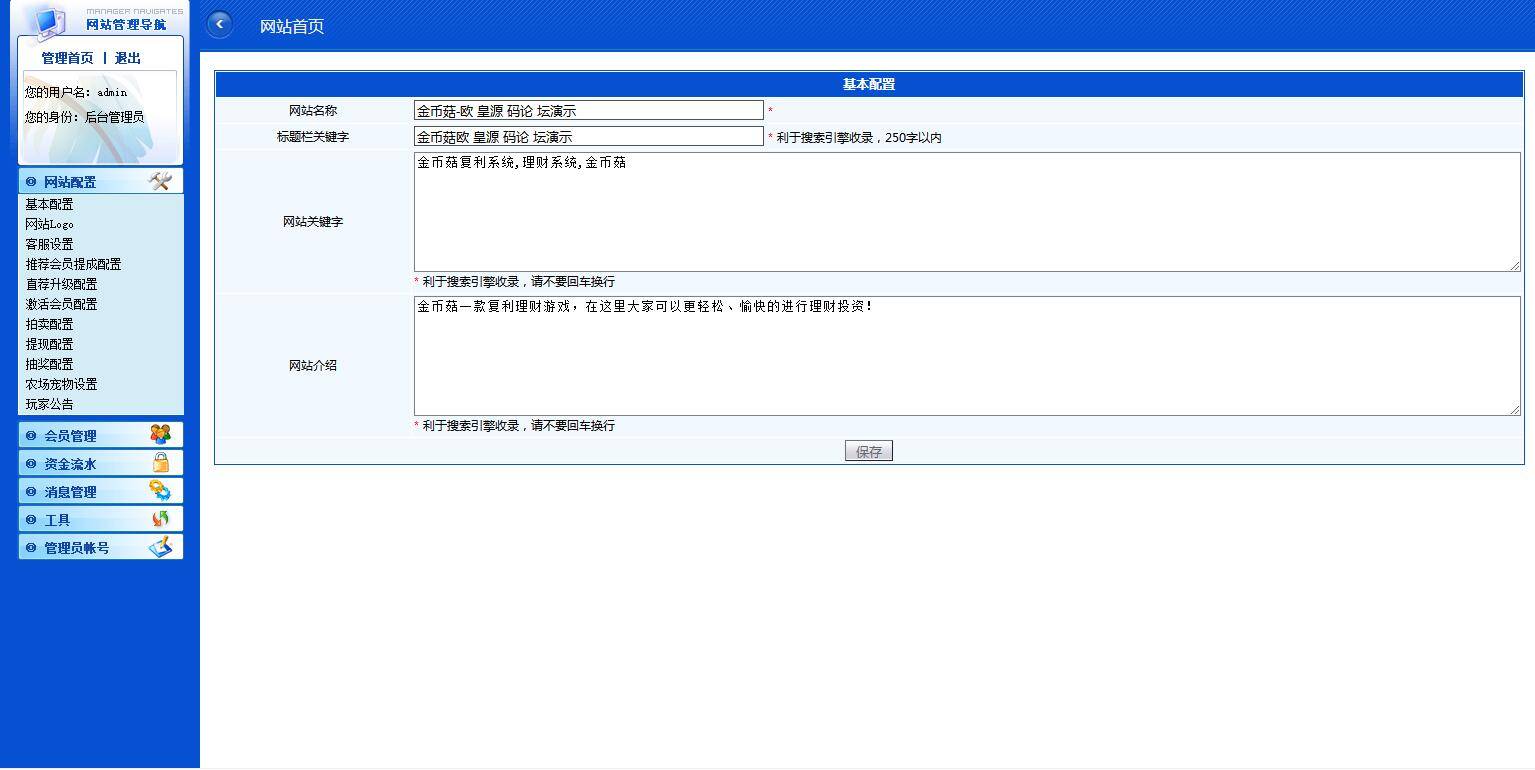 MANAGER NAVIGATES
网站管理导航
管理首页 | 退出
您的用户名：admin
您的身份：后台管理员
网站配置
基本配置
网站Logo
客服设置
推荐会员提成配置
直荐升级配置
激活会员配置
拍卖配置
提现配置
抽奖配置
农场宠物设置
玩家公告
会员管理
资金流水
消息管理
工具
管理员帐号
网站首页
基本配置
网站名称 金币菇-欧 皇源 码论 坛演示 *
标题栏关键字 金币菇欧 皇源 码论 坛演示 * 利于搜索引擎收录，250字以内
网站关键字 金币菇复利系统,理财系统,金币菇
* 利于搜索引擎收录，请不要回车换行
网站介绍 金币菇一款复利理财游戏，在这里大家可以更轻松、愉快的进行理财投资！
* 利于搜索引擎收录，请不要回车换行
保存